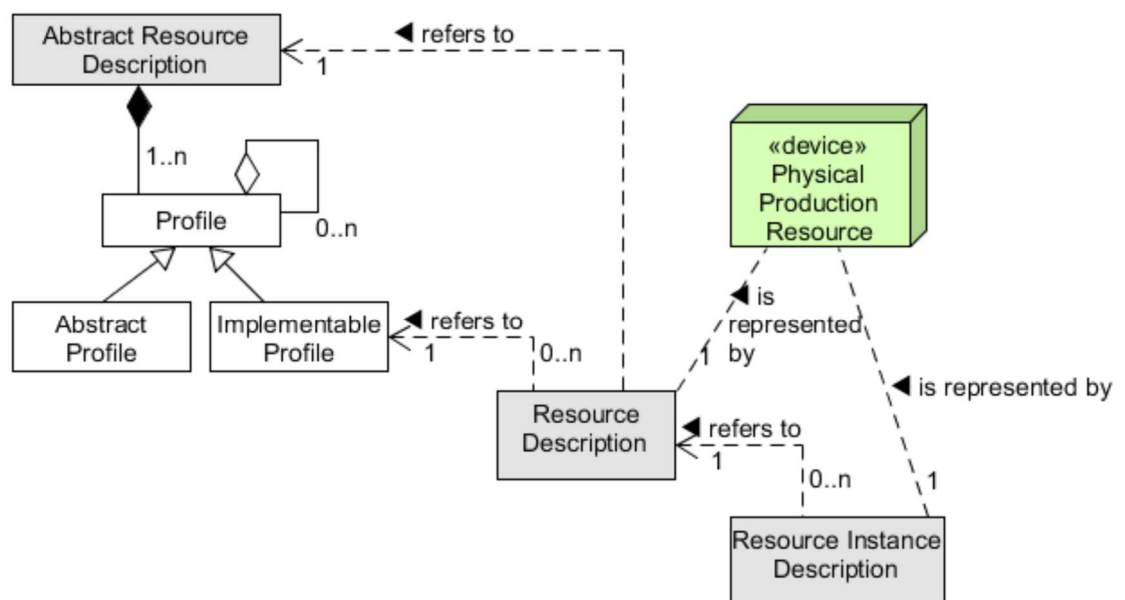 Abstract Resource
Description
◄ refers to
1
1..n
Profile
0..n
Abstract
Profile
Implementable
Profile
◄ refers to
1
0..n
«device»
Physical
Production
Resource
◄ is
represented
by
1
◄ is represented by
1
Resource
Description
◄ refers to
1
0..n
Resource Instance
Description